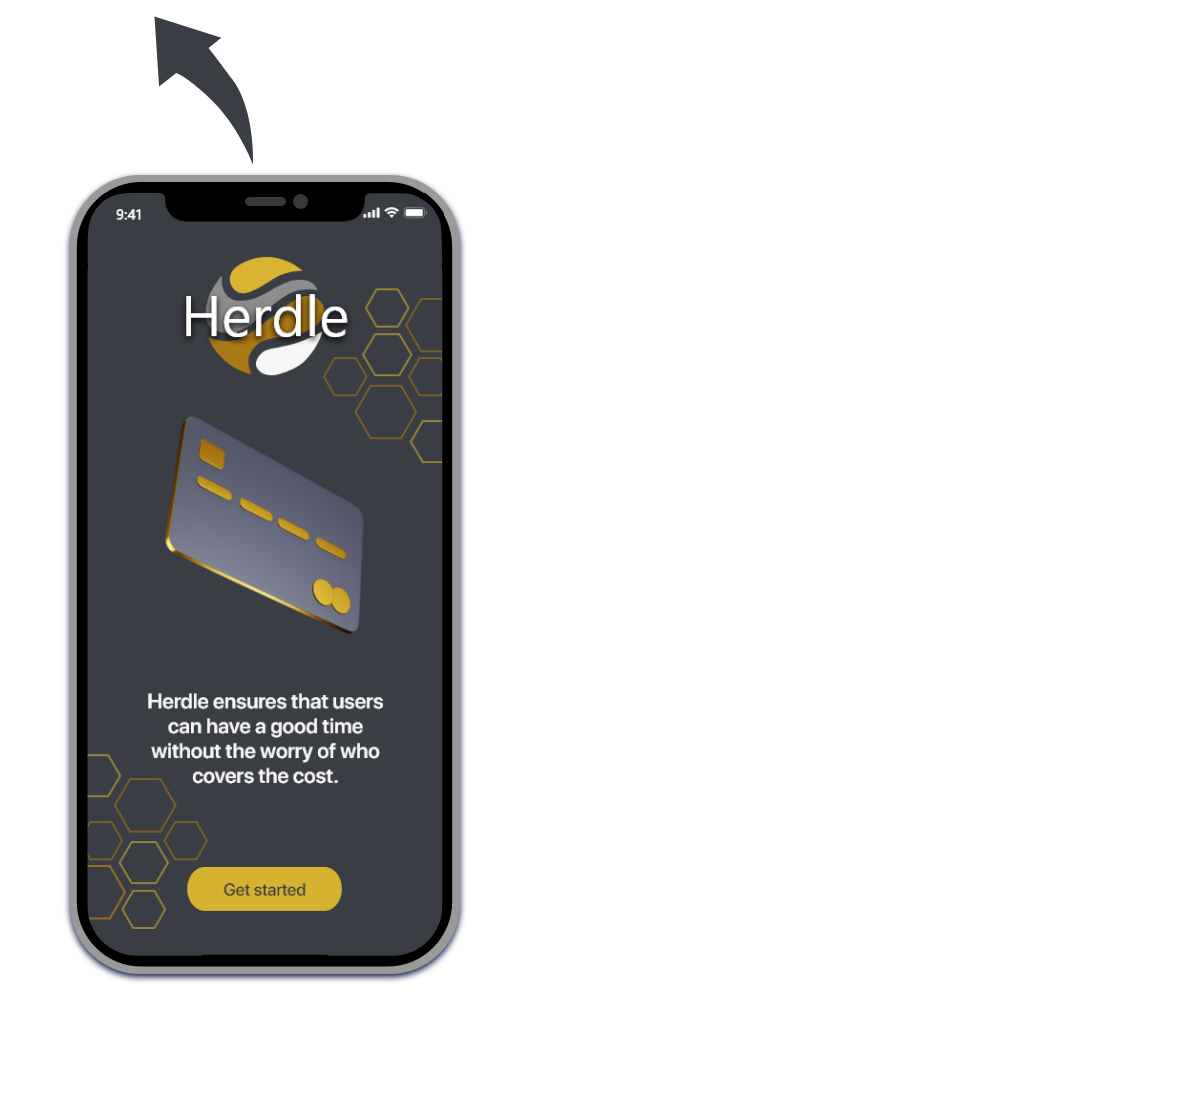 9:41
Herdle
Herdle ensures that users
can have a good time
without the worry of who
covers the cost.
Get started